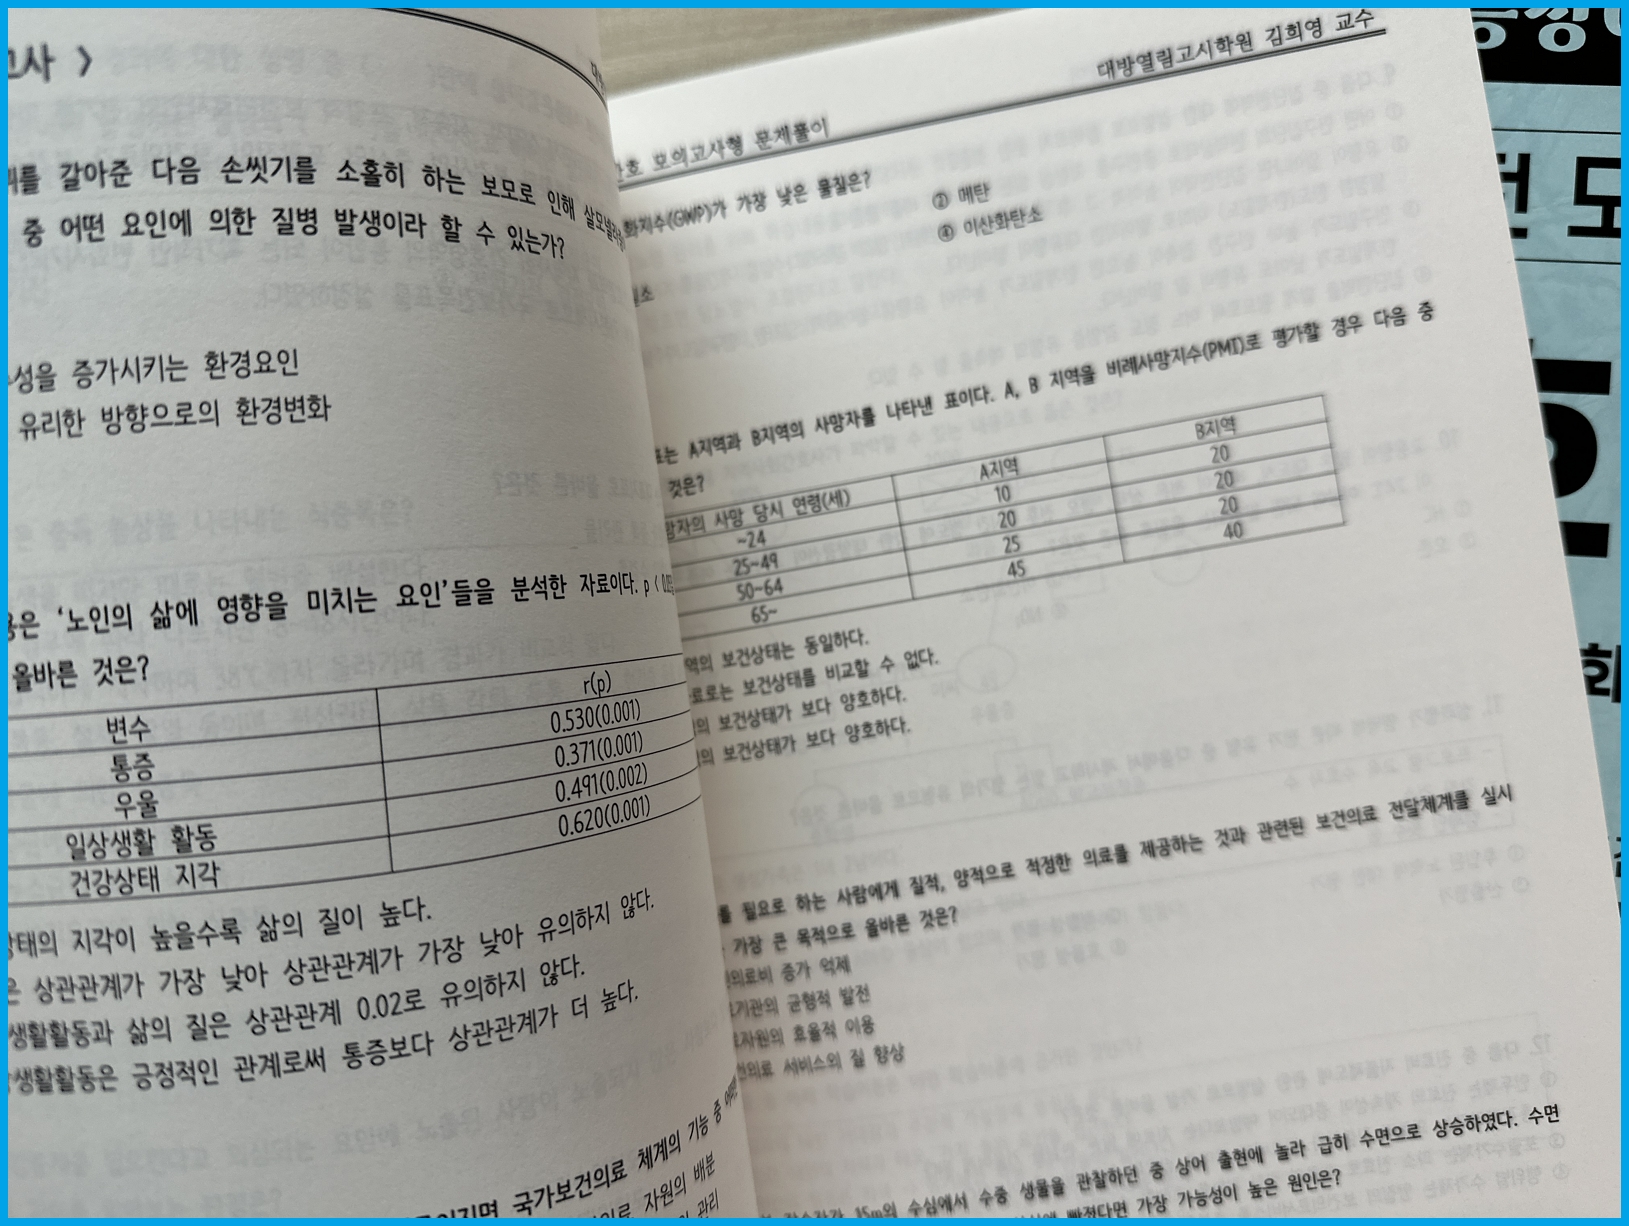 고사 >
를 갈아준 다음 손씻기를 소홀히 하는 보모로 인해
중 어떤 요인에 의한 질병 발생이라 할 수 있는가?
성을 증가시키는 환경요인
유리한 방향으로의 환경변화
은 '노인의 삶에 영향을 미치는 요인'들을 분석한 자료이다. p <
올바른 것은?
변수 r(p)
통증 0.530(0.001)
우울 0.371(0.001)
일상생활 활동 0.491(0.002)
건강상태 지각 0.620(0.001)
상태의 지각이 높을수록 삶의 질이 높다.
은 상관관계가 가장 낮아 상관관계가 가장 낮아 유의하지 않다.
생활활동과 삶의 질은 상관관계 0.02로 유의하지 않다.
생활활동은 긍정적인 관계로써 통증보다 상관관계가 더 높다.
국가보건의료 체계의 기능 중
자원의 배분
관리
대방열림고시학원 김희영 교수
간호 모의고사형 문제풀이
화지수(GWP)가 가장 낮은 물질은?
② 메탄
④ 이산화탄소
질소
표는 A지역과 B지역의 사망자를 나타낸 표이다. A, B 지역을 비례사망지수(PMI)로 평가할 경우 다음 중
것은?
망자의 사망 당시 연령(세) A지역 B지역
~24 10 20
25~49 20 20
50~64 25 20
65~ 45 40
역의 보건상태는 동일하다.
료로는 보건상태를 비교할 수 없다.
의 보건상태가 보다 양호하다.
의 보건상태가 보다 양호하다.
를 필요로 하는 사람에게 질적, 양적으로 적정한 의료를 제공하는 것과 관련된 보건의료 전달체계를 실시
가장 큰 목적으로 올바른 것은?
의료비 증가 억제
기관의 균형적 발전
자원의 효율적 이용
의료 서비스의 질 향상
잠수자가 15m의 수심에서 수중 생물을 관찰하던 중 상어 출현에 놀라 급히 수면으로 상승하였다. 수면
빠졌다면 가장 가능성이 높은 원인은?
전 도
화